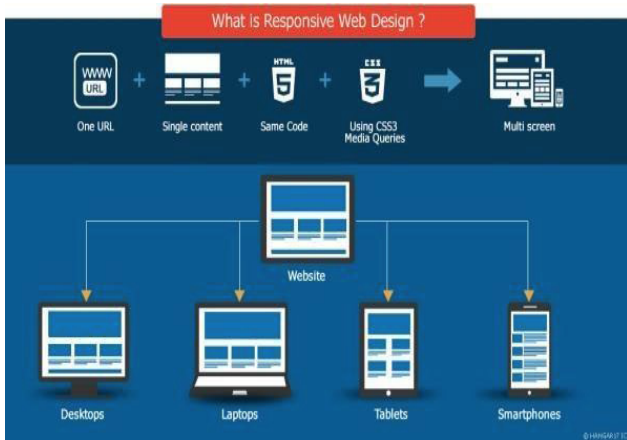 What is Responsive Web Design ?
WWW
URL
HTML
5
CSS
3
One URL
Single content
Same Code
Using CSS3
Media Queries
Multi screen
Website
Desktops
Laptops
Tablets
Smartphones